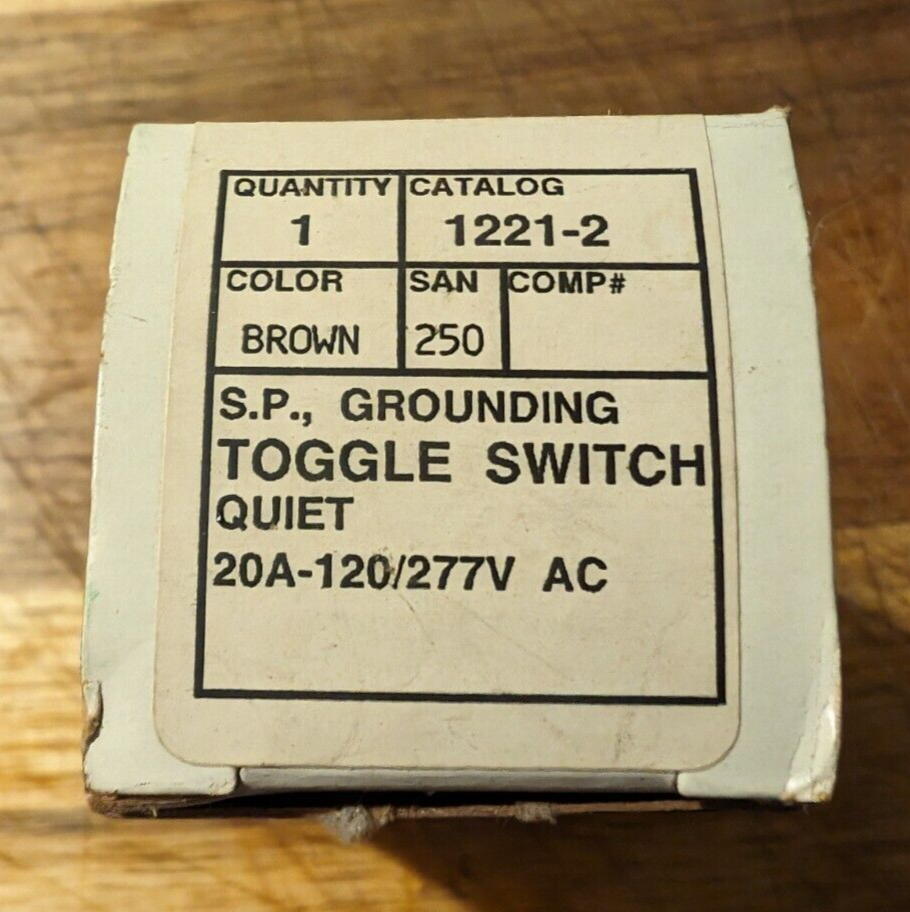 QUANTITY CATALOG
1 1221-2
COLOR SAN COMP#
BROWN 250
S.P., GROUNDING
TOGGLE SWITCH
QUIET
20A-120/277V AC